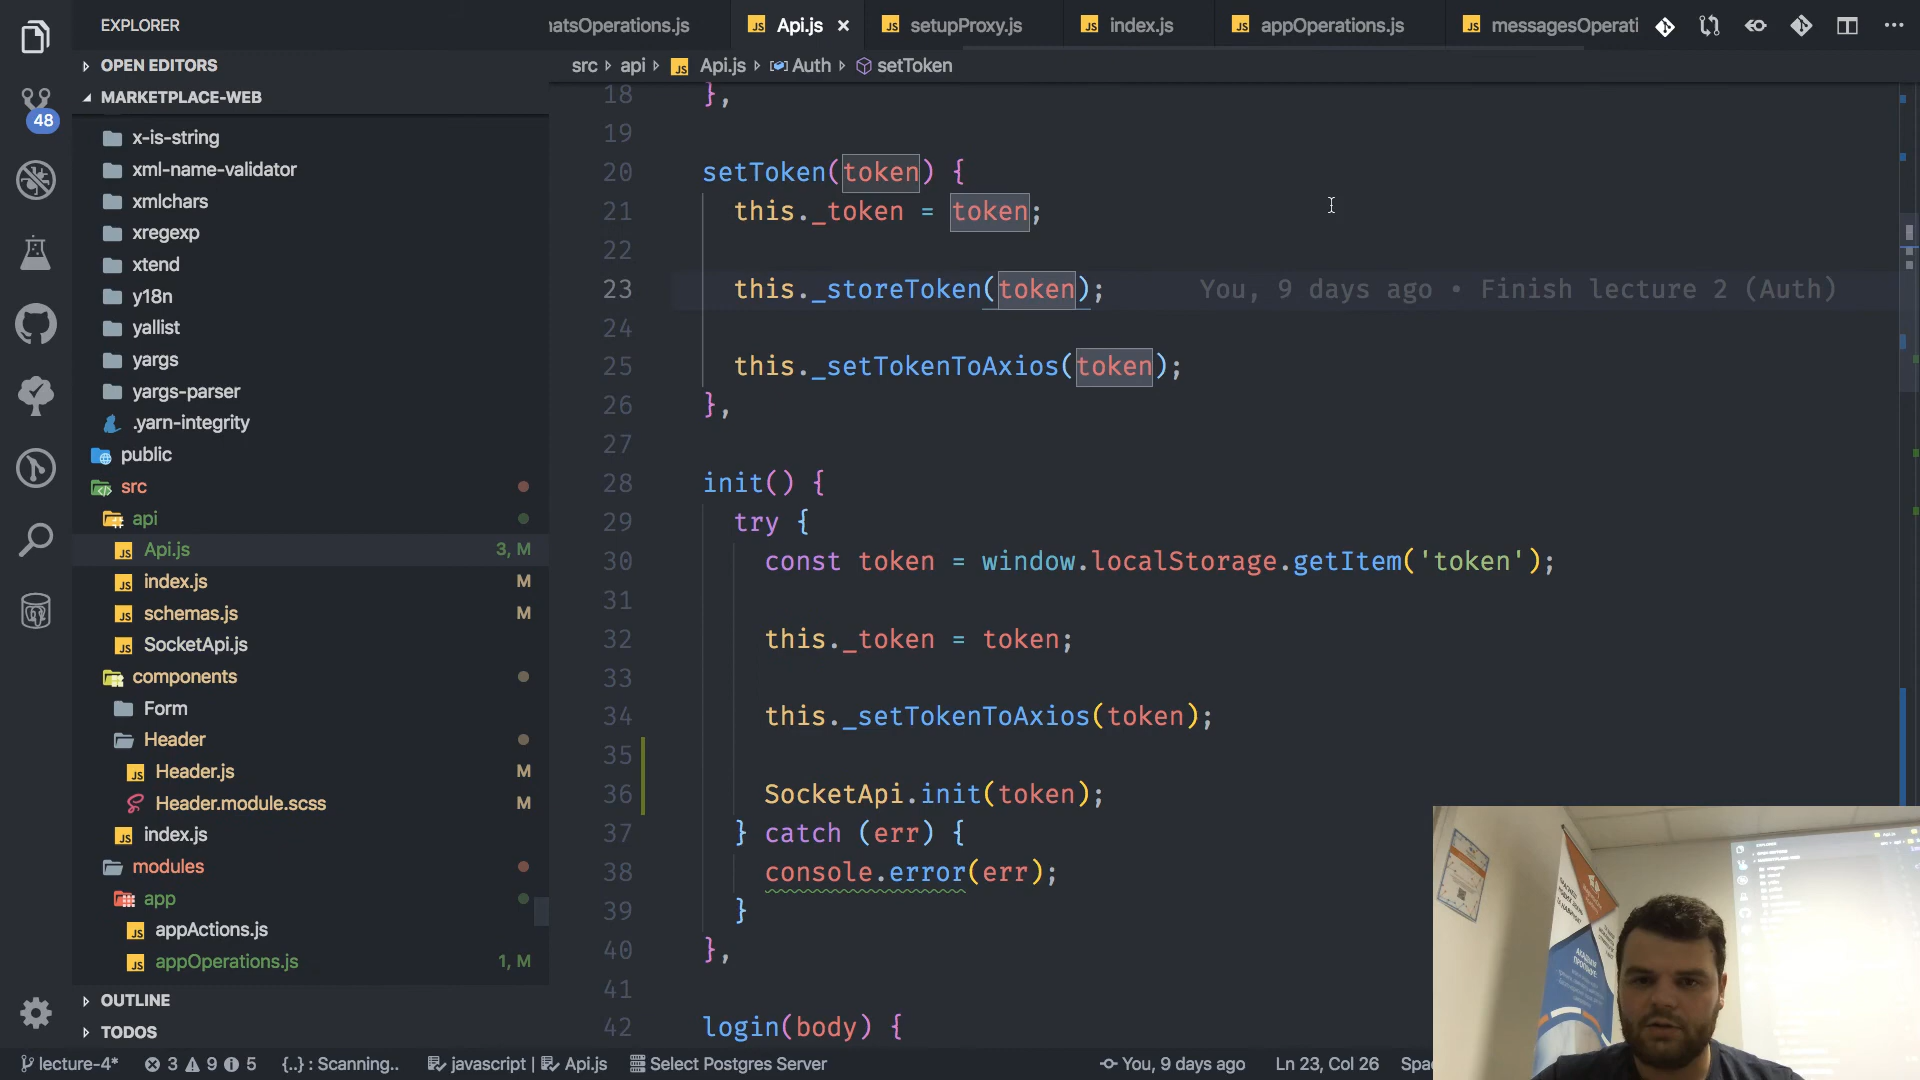 EXPLORER
OPEN EDITORS
MARKETPLACE-WEB
x-is-string
xml-name-validator
xmlchars
xregexp
xtend
y18n
yallist
yargs
yargs-parser
.yarn-integrity
public
src
api
Api.js 3, M
index.js M
schemas.js M
SocketApi.js
components
Form
Header
Header.js M
Header.module.scss M
index.js
modules
app
appActions.js
appOperations.js 1, M
OUTLINE
TODOS
48
hatsOperations.js Api.js setupProxy.js index.js appOperations.js messagesOperati
src api Api.js Auth setToken
18 },
19
20 setToken(token) {
21 this._token = token;
22
23 this._storeToken(token); You, 9 days ago • Finish lecture 2 (Auth)
24
25 this._setTokenToAxios(token);
26 },
27
28 init() {
29 try {
30 const token = window.localStorage.getItem('token');
31
32 this._token = token;
33
34 this._setTokenToAxios(token);
35
36 SocketApi.init(token);
37 } catch (err) {
38 console.error(err);
39 }
40 },
41
42 login(body) {
lecture-4* 3 9 5 {..} : Scanning.. javascript | Api.js Select Postgres Server You, 9 days ago Ln 23, Col 26 Spa